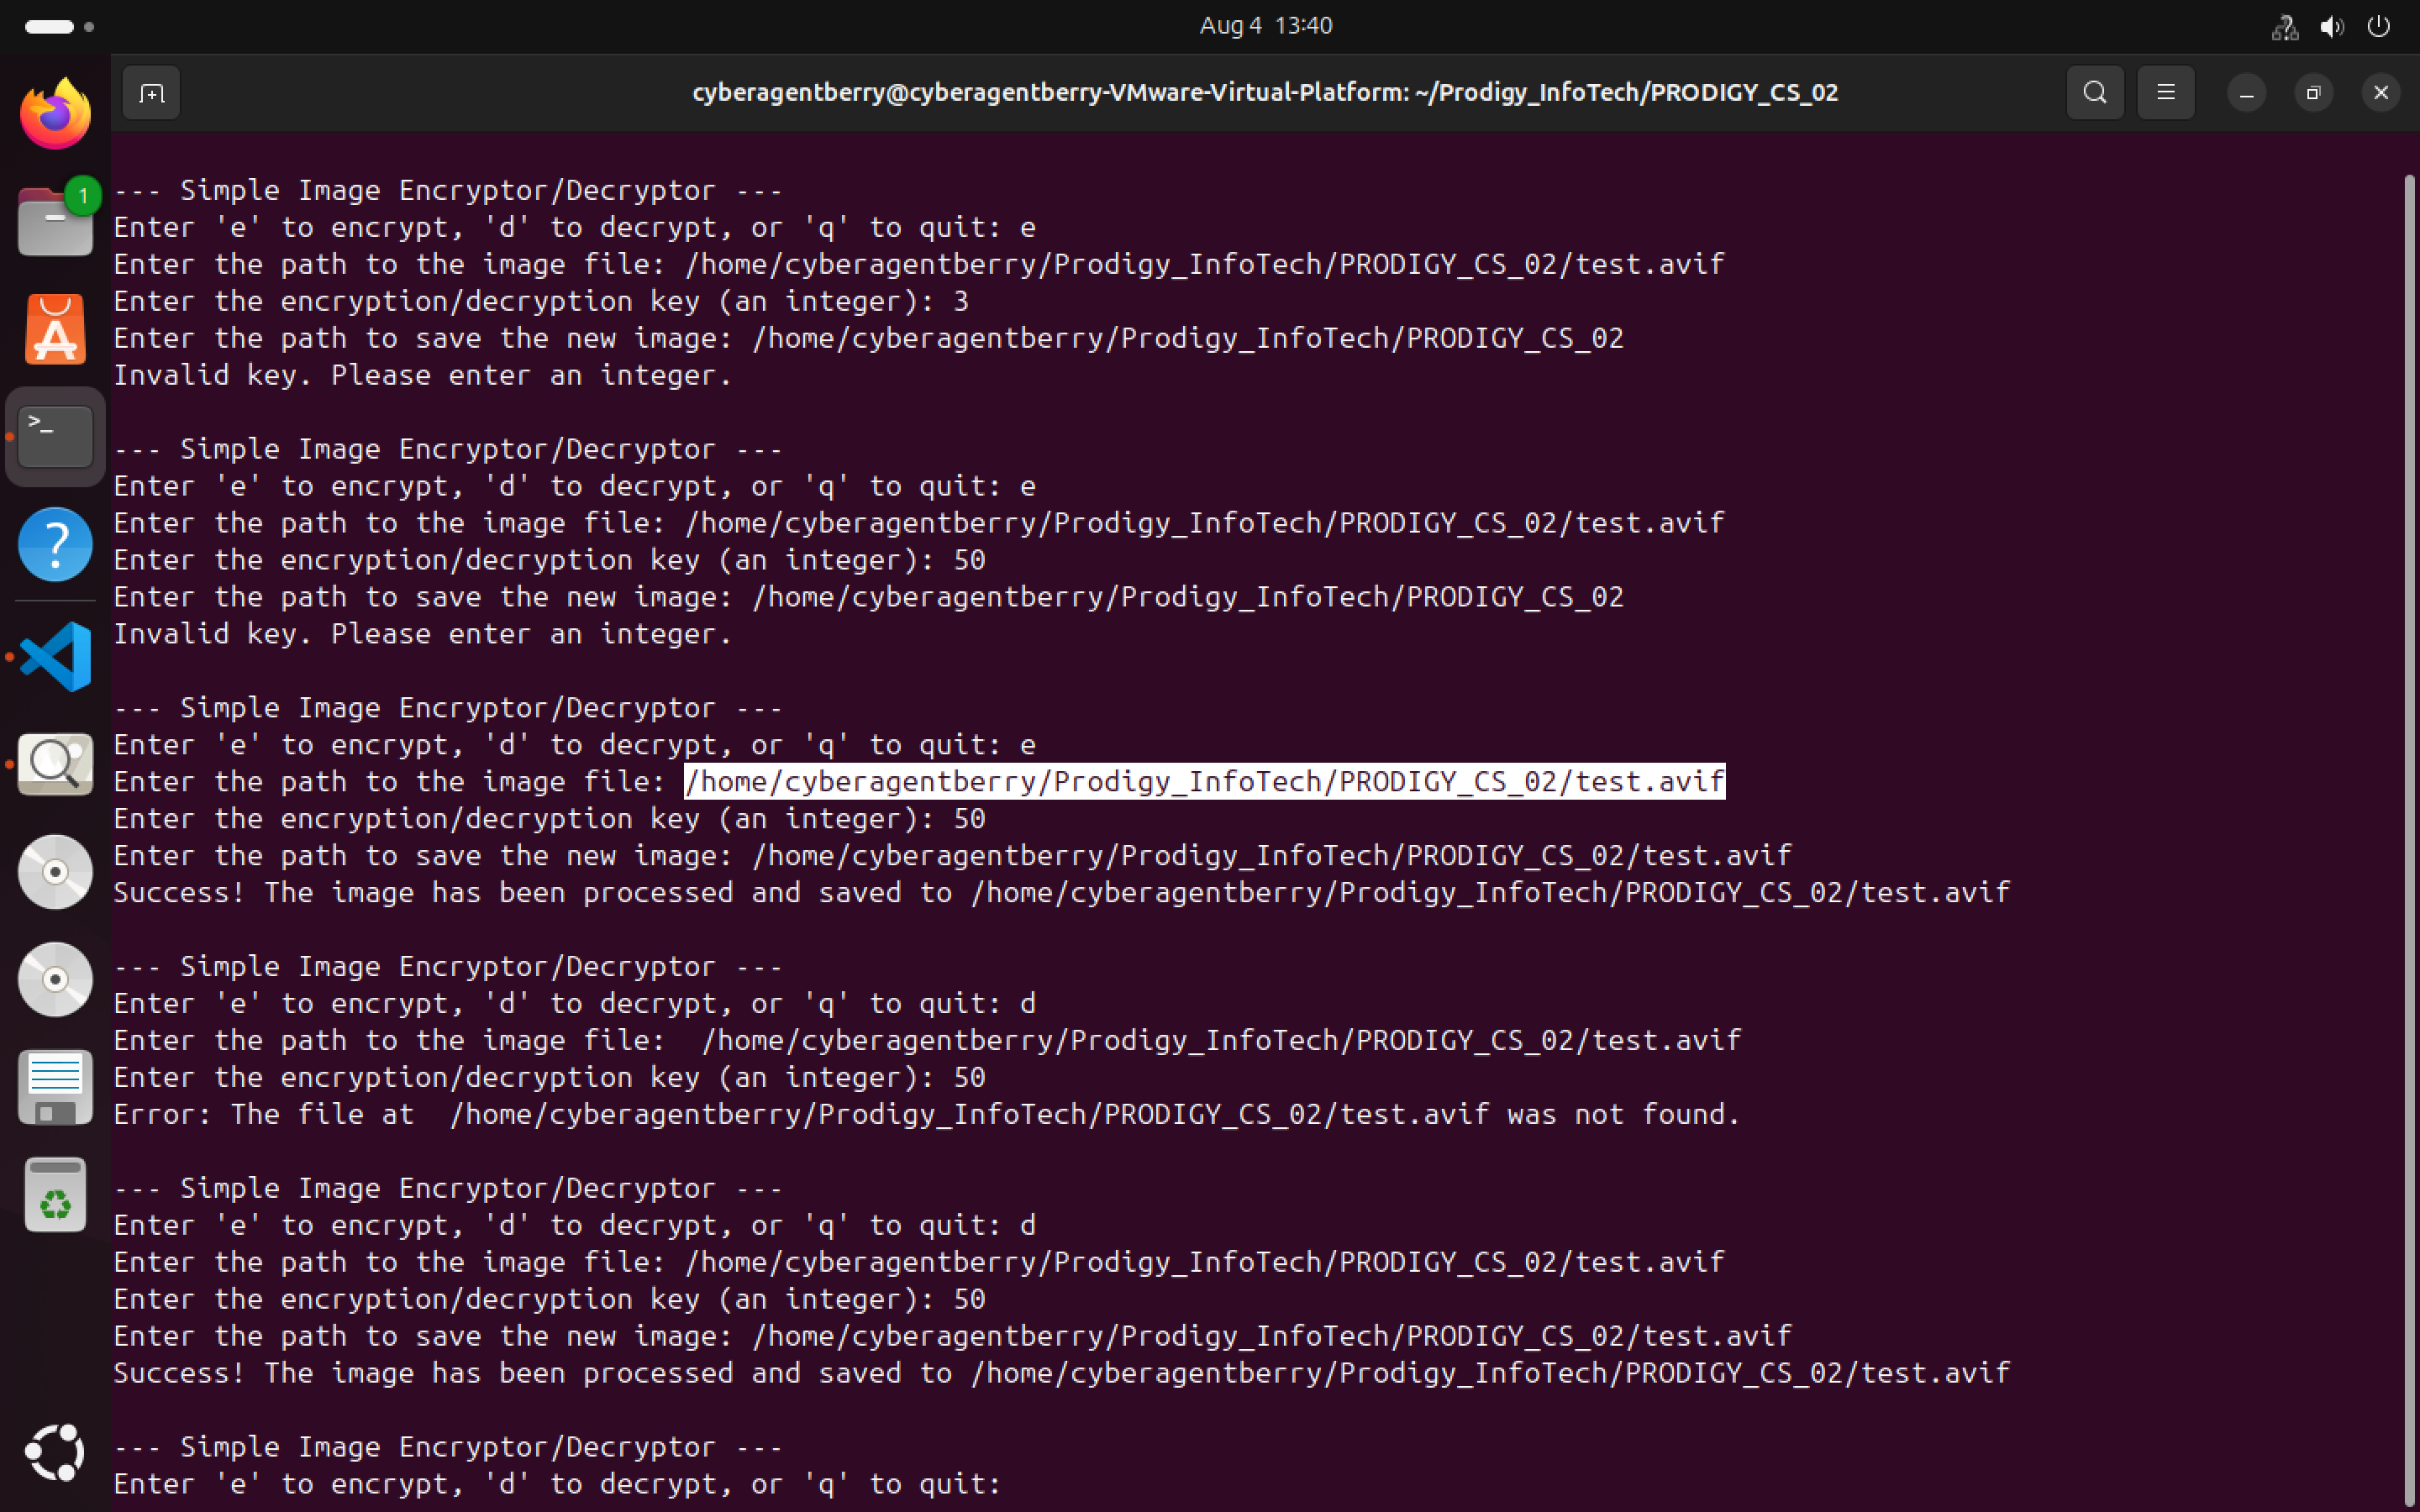 Aug 4 13:40
cyberagentberry@cyberagentberry-VMware-Virtual-Platform: ~/Prodigy_InfoTech/PRODIGY_CS_02
1
--- Simple Image Encryptor/Decryptor ---
Enter 'e' to encrypt, 'd' to decrypt, or 'q' to quit: e
Enter the path to the image file: /home/cyberagentberry/Prodigy_InfoTech/PRODIGY_CS_02/test.avif
Enter the encryption/decryption key (an integer): 3
Enter the path to save the new image: /home/cyberagentberry/Prodigy_InfoTech/PRODIGY_CS_02
Invalid key. Please enter an integer.
--- Simple Image Encryptor/Decryptor ---
Enter 'e' to encrypt, 'd' to decrypt, or 'q' to quit: e
Enter the path to the image file: /home/cyberagentberry/Prodigy_InfoTech/PRODIGY_CS_02/test.avif
Enter the encryption/decryption key (an integer): 50
Enter the path to save the new image: /home/cyberagentberry/Prodigy_InfoTech/PRODIGY_CS_02
Invalid key. Please enter an integer.
--- Simple Image Encryptor/Decryptor ---
Enter 'e' to encrypt, 'd' to decrypt, or 'q' to quit: e
Enter the path to the image file: /home/cyberagentberry/Prodigy_InfoTech/PRODIGY_CS_02/test.avif
Enter the encryption/decryption key (an integer): 50
Enter the path to save the new image: /home/cyberagentberry/Prodigy_InfoTech/PRODIGY_CS_02/test.avif
Success! The image has been processed and saved to /home/cyberagentberry/Prodigy_InfoTech/PRODIGY_CS_02/test.avif
--- Simple Image Encryptor/Decryptor ---
Enter 'e' to encrypt, 'd' to decrypt, or 'q' to quit: d
Enter the path to the image file:  /home/cyberagentberry/Prodigy_InfoTech/PRODIGY_CS_02/test.avif
Enter the encryption/decryption key (an integer): 50
Error: The file at  /home/cyberagentberry/Prodigy_InfoTech/PRODIGY_CS_02/test.avif was not found.
--- Simple Image Encryptor/Decryptor ---
Enter 'e' to encrypt, 'd' to decrypt, or 'q' to quit: d
Enter the path to the image file: /home/cyberagentberry/Prodigy_InfoTech/PRODIGY_CS_02/test.avif
Enter the encryption/decryption key (an integer): 50
Enter the path to save the new image: /home/cyberagentberry/Prodigy_InfoTech/PRODIGY_CS_02/test.avif
Success! The image has been processed and saved to /home/cyberagentberry/Prodigy_InfoTech/PRODIGY_CS_02/test.avif
--- Simple Image Encryptor/Decryptor ---
Enter 'e' to encrypt, 'd' to decrypt, or 'q' to quit: